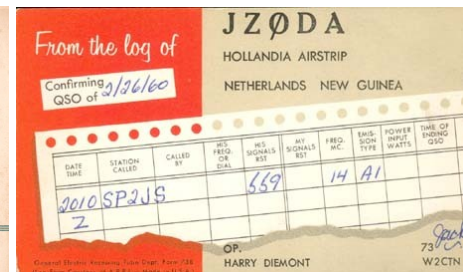 From the log of
JZØDA
HOLLANDIA AIRSTRIP
NETHERLANDS NEW GUINEA
Confirming QSO of 2/26/60
DATE TIME
STATION CALLED
CALLED BY
HIS FREQ. OR DIAL
HIS SIGNALS RST
MY SIGNALS RST
FREQ. MC.
EMISSION TYPE
POWER INPUT WATTS
TIME OF ENDING QSO
2010 Z SP2JS 569 14 A1
OP.
HARRY DIEMONT
73
Jack
W2CTN